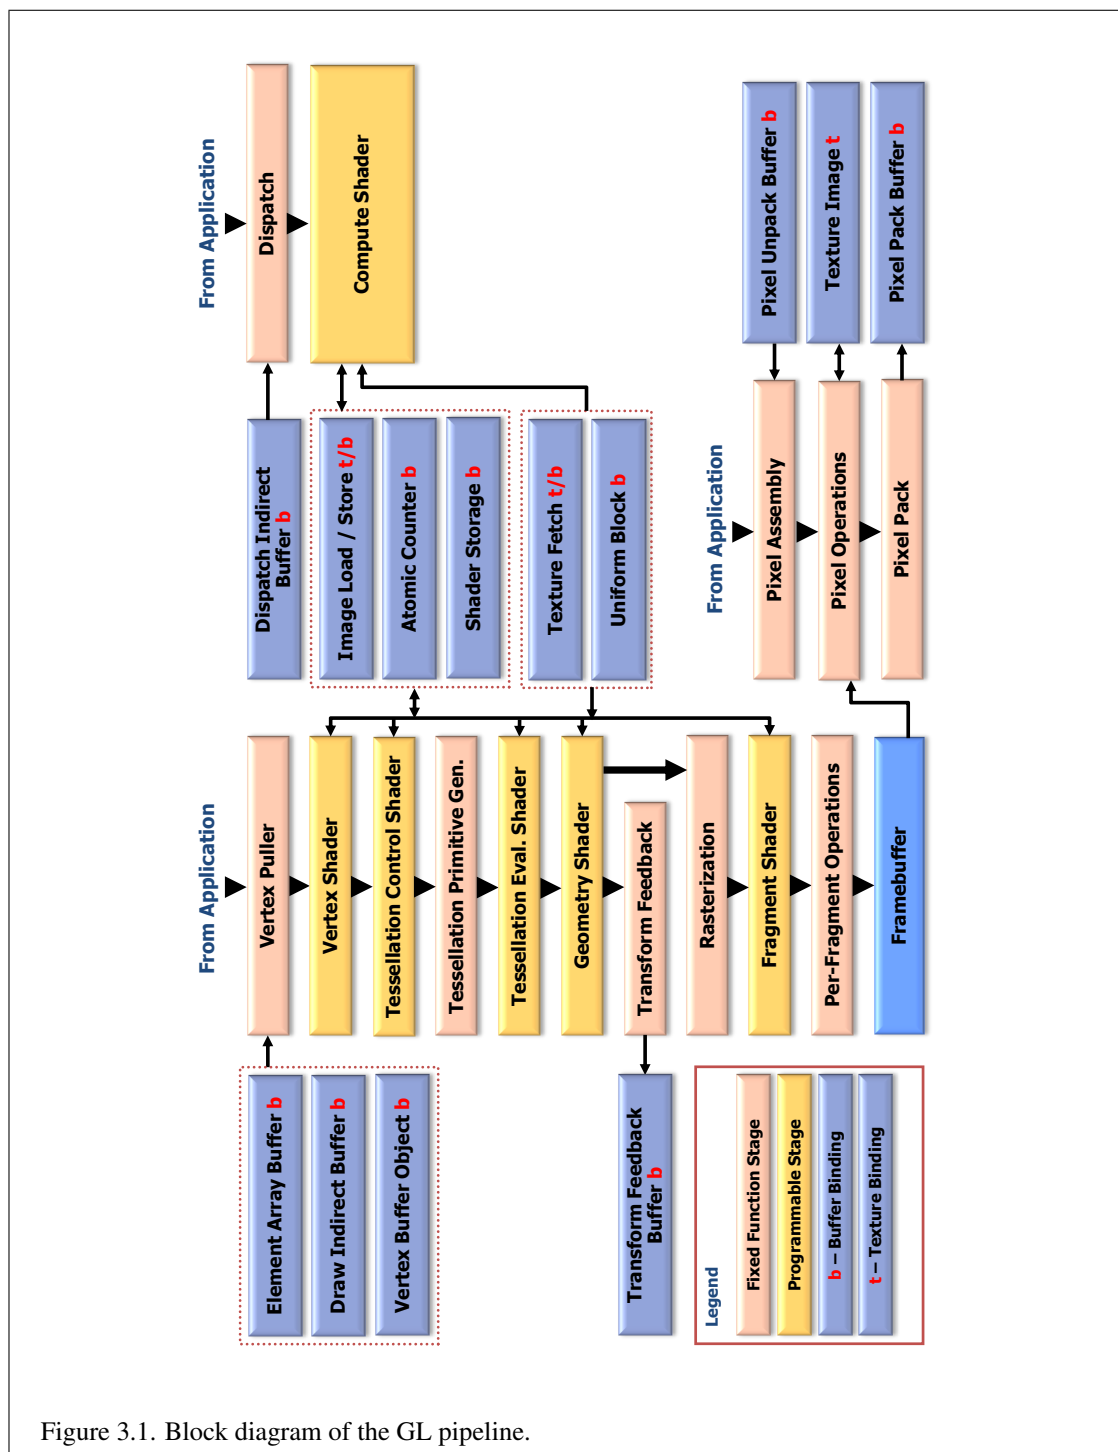 From Application
Vertex Puller
Vertex Shader
Tessellation Control Shader
Tessellation Primitive Gen.
Tessellation Eval. Shader
Geometry Shader
Transform Feedback
Rasterization
Fragment Shader
Per-Fragment Operations
Framebuffer
Element Array Buffer b
Draw Indirect Buffer b
Vertex Buffer Object b
Transform Feedback
Buffer b
From Application
Dispatch
Compute Shader
Dispatch Indirect
Buffer b
Image Load / Store t/b
Atomic Counter b
Shader Storage b
Texture Fetch t/b
Uniform Block b
From Application
Pixel Assembly
Pixel Operations
Pixel Pack
Pixel Unpack Buffer b
Texture Image t
Pixel Pack Buffer b
Legend
Fixed Function Stage
Programmable Stage
b – Buffer Binding
t – Texture Binding
Figure 3.1. Block diagram of the GL pipeline.